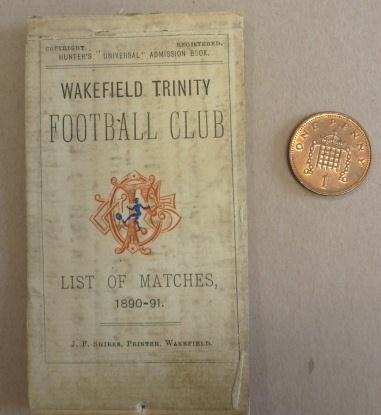 COPYRIGHT. REGISTERED.
HUNTER'S "UNIVERSAL" ADMISSION BOOK.
WAKEFIELD TRINITY
FOOTBALL CLUB
LIST OF MATCHES,
1890-91.
J. F. SHIRES, PRINTER, WAKEFIELD.
ONE PENNY
1